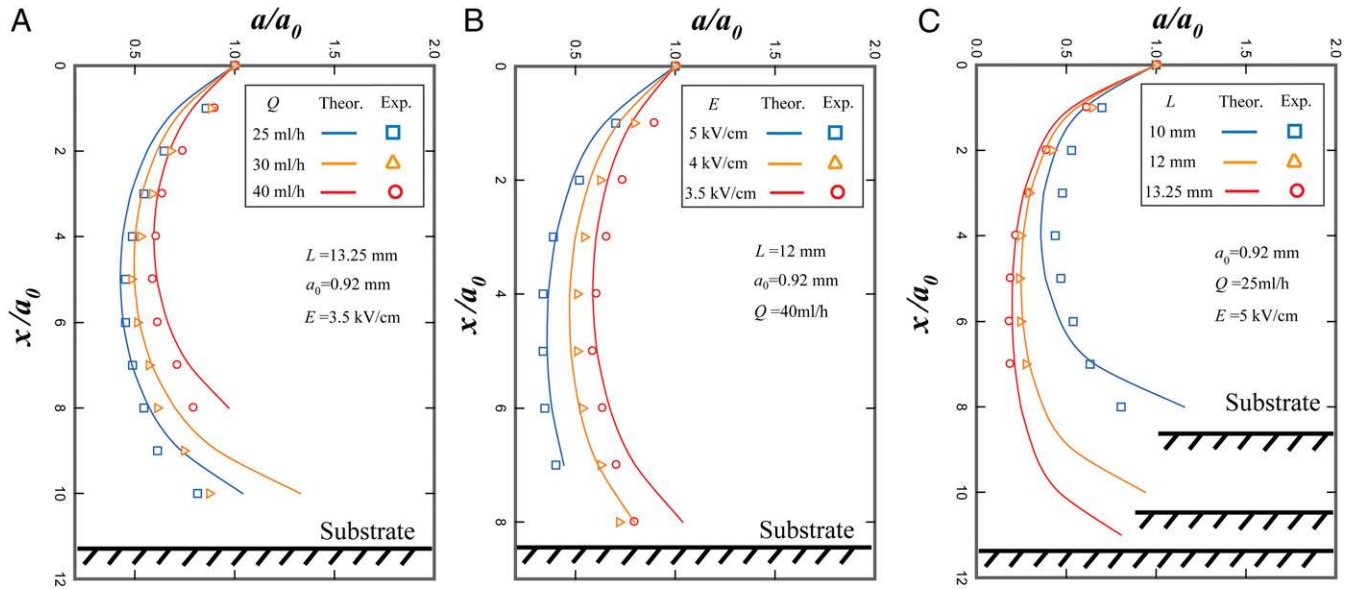 A
a/a0
0.5
1.0
1.5
2.0
0
2
4
6
8
10
12
x/a0
Q Theor. Exp.
25 ml/h
30 ml/h
40 ml/h
L =13.25 mm
a0=0.92 mm
E =3.5 kV/cm
Substrate
B
a/a0
0.5
1.0
1.5
2.0
0
2
4
6
8
x/a0
E Theor. Exp.
5 kV/cm
4 kV/cm
3.5 kV/cm
L =12 mm
a0=0.92 mm
Q =40ml/h
Substrate
C
a/a0
0.0
0.5
1.0
1.5
2.0
0
2
4
6
8
10
12
x/a0
L Theor. Exp.
10 mm
12 mm
13.25 mm
a0=0.92 mm
Q =25ml/h
E =5 kV/cm
Substrate